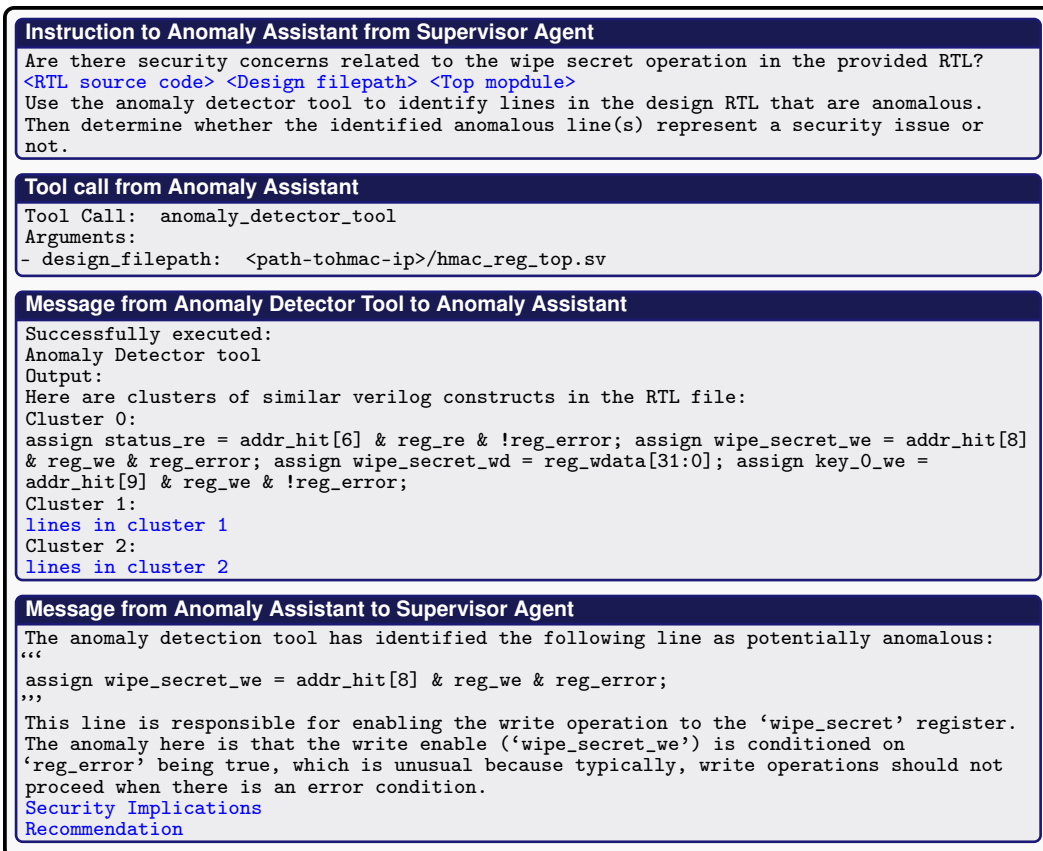 Instruction to Anomaly Assistant from Supervisor Agent
Are there security concerns related to the wipe secret operation in the provided RTL?
<RTL source code> <Design filepath> <Top mopdule>
Use the anomaly detector tool to identify lines in the design RTL that are anomalous.
Then determine whether the identified anomalous line(s) represent a security issue or
not.
Tool call from Anomaly Assistant
Tool Call: anomaly_detector_tool
Arguments:
- design_filepath: <path-tohmac-ip>/hmac_reg_top.sv
Message from Anomaly Detector Tool to Anomaly Assistant
Successfully executed:
Anomaly Detector tool
Output:
Here are clusters of similar verilog constructs in the RTL file:
Cluster 0:
assign status_re = addr_hit[6] & reg_re & !reg_error; assign wipe_secret_we = addr_hit[8]
& reg_we & reg_error; assign wipe_secret_wd = reg_wdata[31:0]; assign key_0_we =
addr_hit[9] & reg_we & !reg_error;
Cluster 1:
lines in cluster 1
Cluster 2:
lines in cluster 2
Message from Anomaly Assistant to Supervisor Agent
The anomaly detection tool has identified the following line as potentially anomalous:
‘‘‘
assign wipe_secret_we = addr_hit[8] & reg_we & reg_error;
’’’
This line is responsible for enabling the write operation to the ‘wipe_secret’ register.
The anomaly here is that the write enable (‘wipe_secret_we’) is conditioned on
‘reg_error’ being true, which is unusual because typically, write operations should not
proceed when there is an error condition.
Security Implications
Recommendation